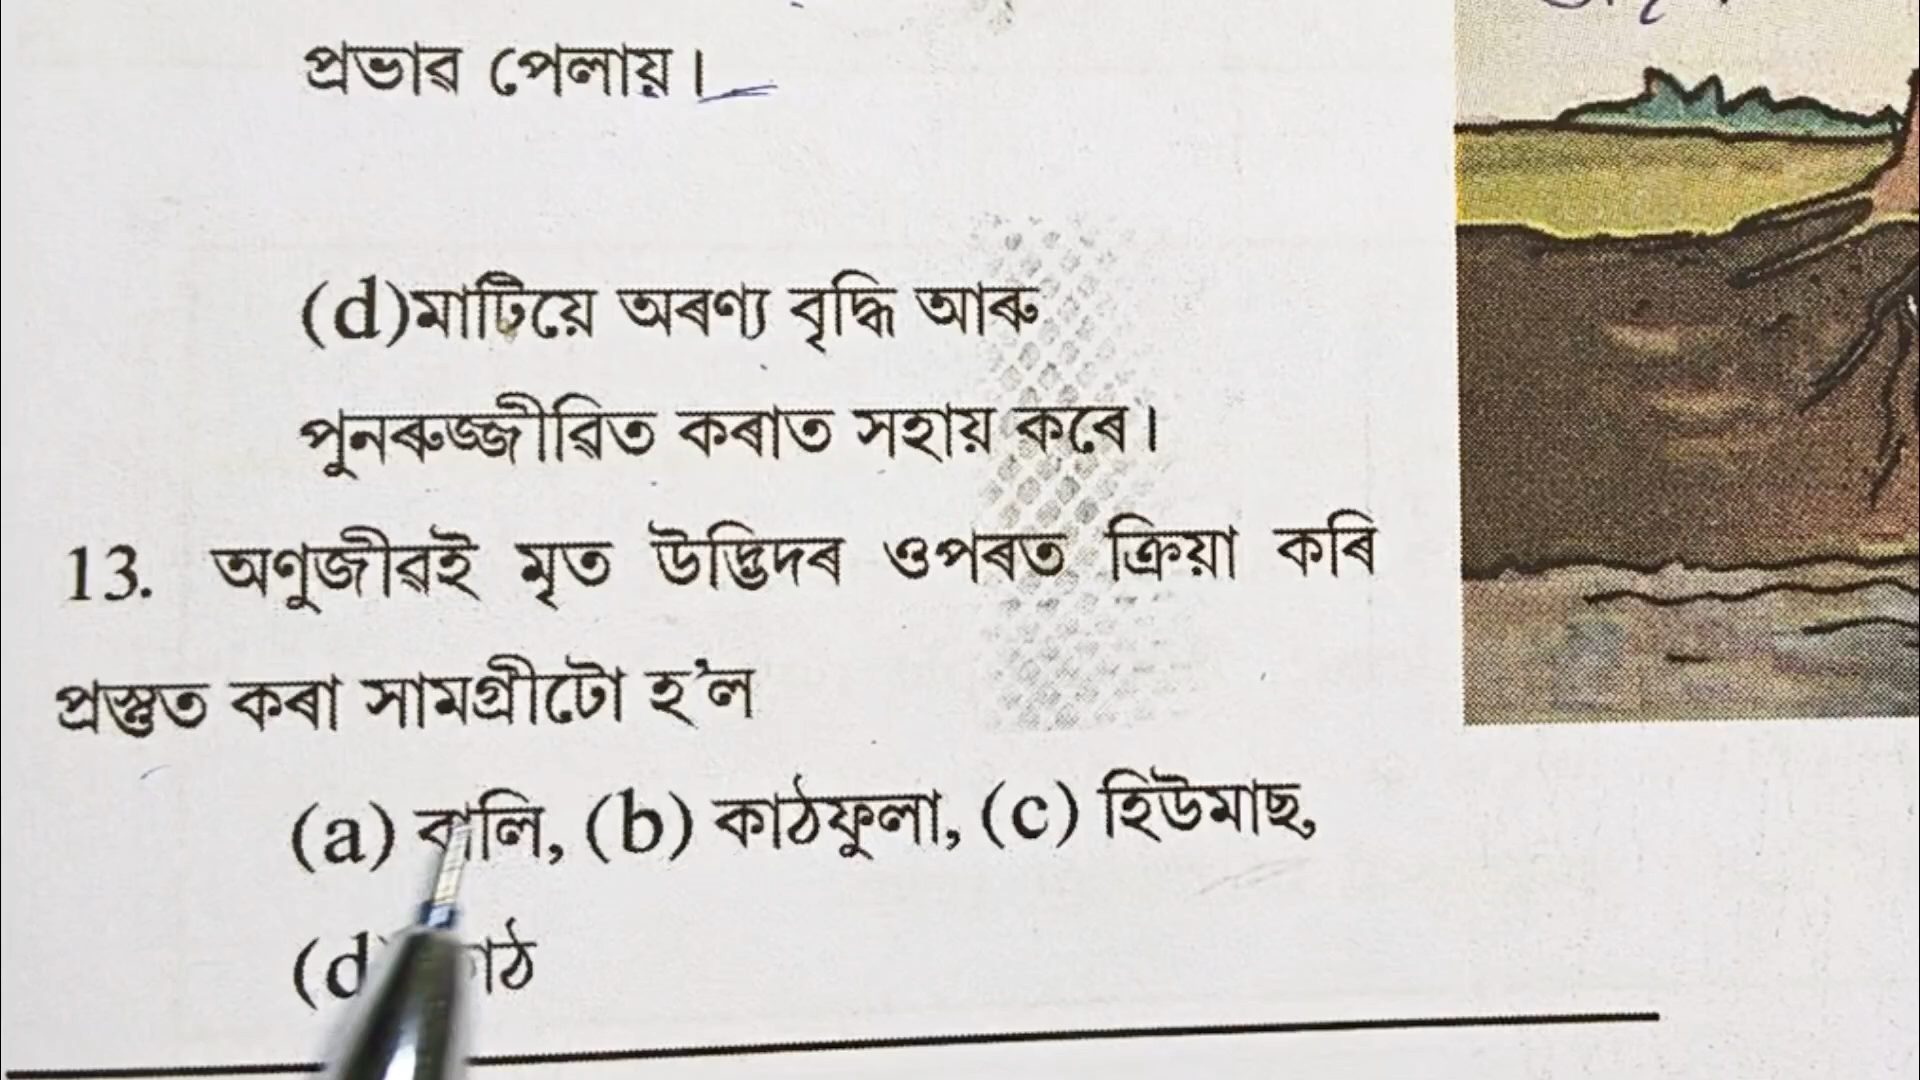 প্ৰভাৱ পেলায়।
(d)মাটিয়ে অৰণ্য বৃদ্ধি আৰু
পুনৰুজ্জীৱিত কৰাত সহায় কৰে।
13. অণুজীৱই মৃত উদ্ভিদৰ ওপৰত ক্ৰিয়া কৰি
প্ৰস্তুত কৰা সামগ্ৰীটো হ'ল
(a) বালি, (b) কাঠফুলা, (c) হিউমাছ,
(d)